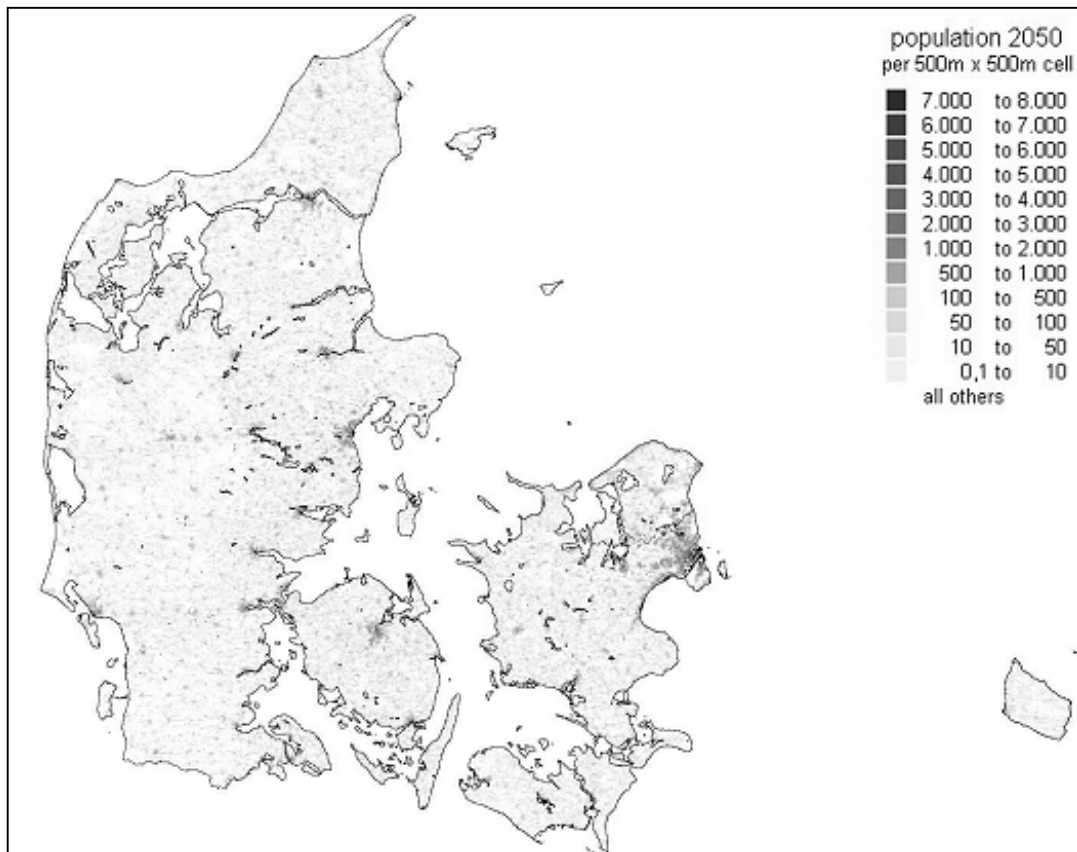 population 2050
per 500m x 500m cell
7.000 to 8.000
6.000 to 7.000
5.000 to 6.000
4.000 to 5.000
3.000 to 4.000
2.000 to 3.000
1.000 to 2.000
500 to 1.000
100 to 500
50 to 100
10 to 50
0,1 to 10
all others